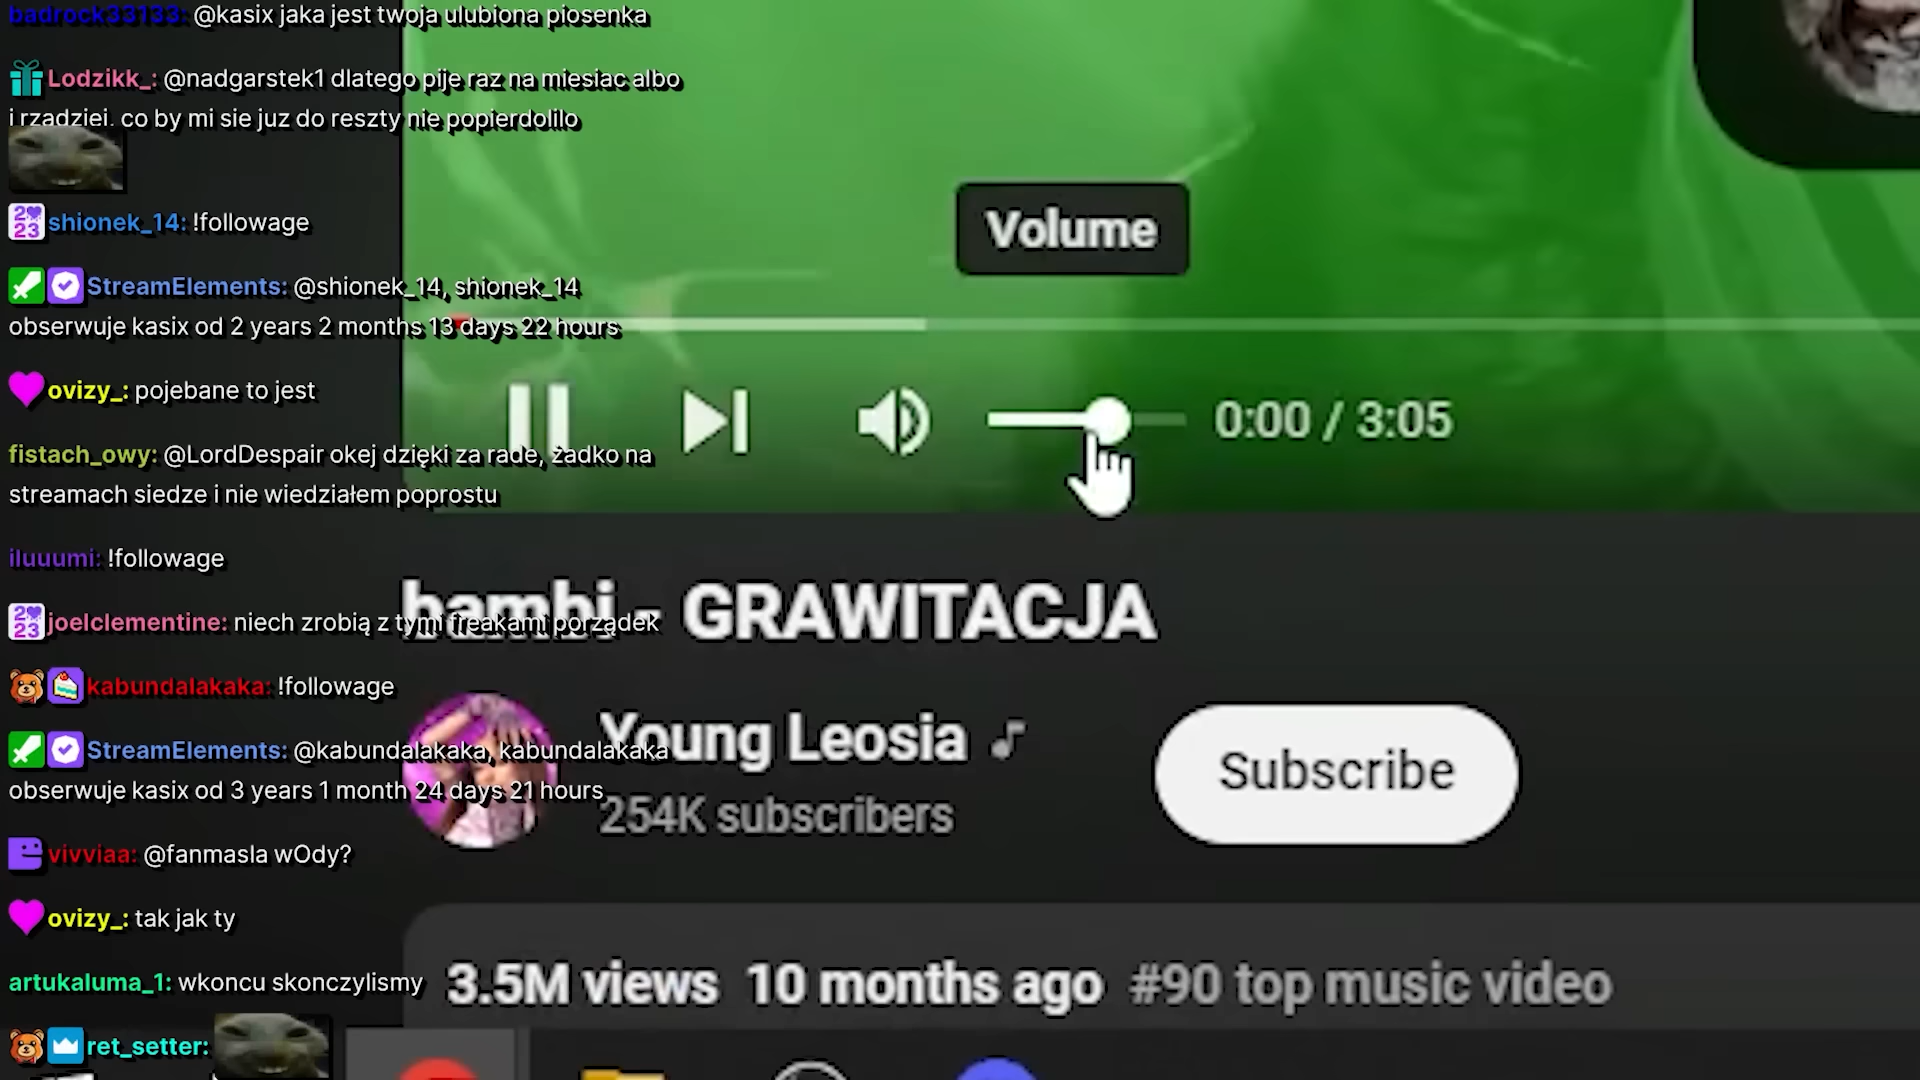 badrock33133: @kasix jaka jest twoja ulubiona piosenka
Lodzikk_: @nadgarstek1 dlatego pije raz na miesiac albo
i rzadziej. co by mi sie juz do reszty nie popierdolilo
shionek_14: !followage
StreamElements: @shionek_14, shionek_14
obserwuje kasix od 2 years 2 months 13 days 22 hours
ovizy_: pojebane to jest
fistach_owy: @LordDespair okej dzięki za rade, żadko na
streamach siedze i nie wiedziałem poprostu
iluuumi: !followage
joelclementine: niech zrobią z tymi freakami porządek
kabundalakaka: !followage
StreamElements: @kabundalakaka, kabundalakaka
obserwuje kasix od 3 years 1 month 24 days 21 hours
vivviaa: @fanmasla wOdy?
ovizy_: tak jak ty
artukaluma_1: wkoncu skonczylismy
ret_setter:
Volume
0:00 / 3:05
bambi - GRAWITACJA
Young Leosia
254K subscribers
Subscribe
3.5M views 10 months ago #90 top music video